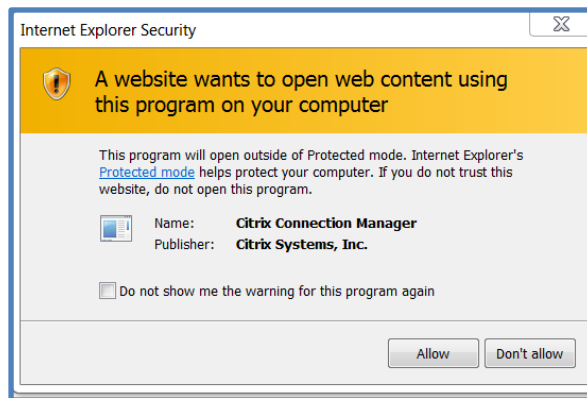 Internet Explorer Security
A website wants to open web content using
this program on your computer
This program will open outside of Protected mode. Internet Explorer's
Protected mode helps protect your computer. If you do not trust this
website, do not open this program.
Name: Citrix Connection Manager
Publisher: Citrix Systems, Inc.
Do not show me the warning for this program again
Allow Don't allow